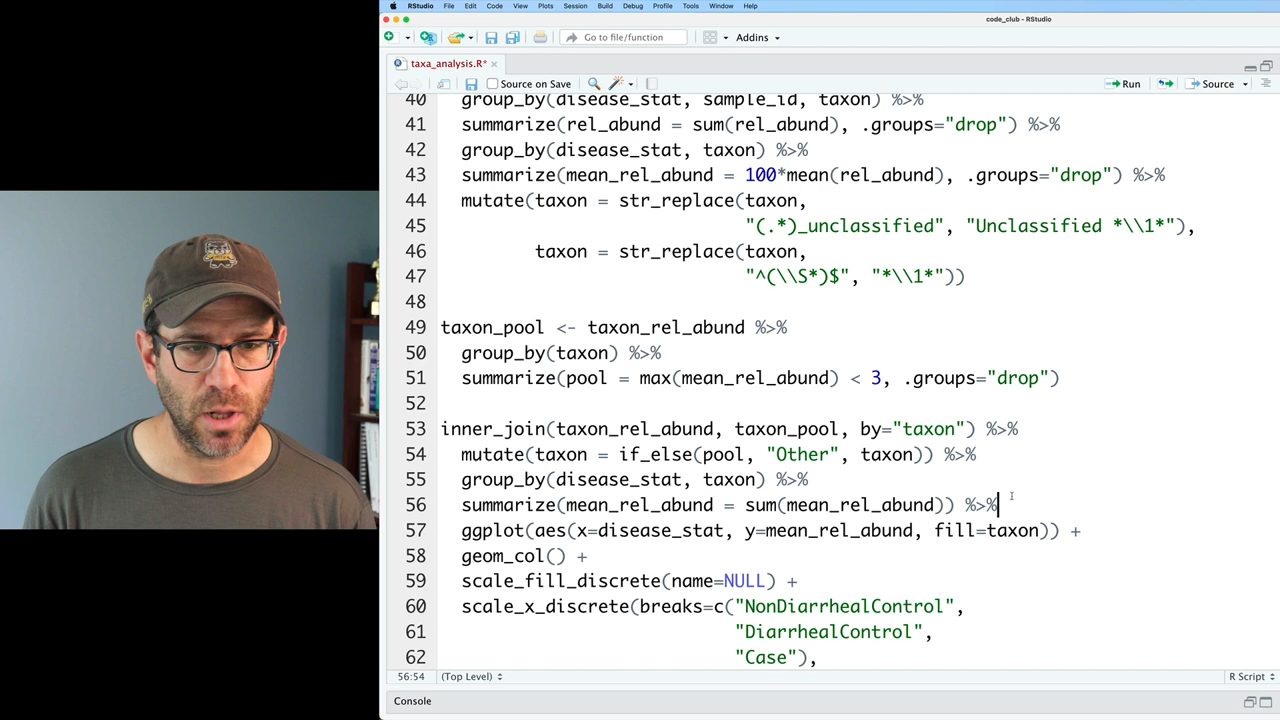 RStudio File Edit Code View Plots Session Build Debug Profile Tools Window Help
code_club - RStudio
Go to file/function Addins
taxa_analysis.R*
Source on Save Run Source
40 group_by(disease_stat, sample_id, taxon) %>%
41 summarize(rel_abund = sum(rel_abund), .groups="drop") %>%
42 group_by(disease_stat, taxon) %>%
43 summarize(mean_rel_abund = 100*mean(rel_abund), .groups="drop") %>%
44 mutate(taxon = str_replace(taxon,
45 "(.*)_unclassified", "Unclassified *\\1*"),
46 taxon = str_replace(taxon,
47 "^(\\S*)$", "*\\1*"))
48
49 taxon_pool <- taxon_rel_abund %>%
50 group_by(taxon) %>%
51 summarize(pool = max(mean_rel_abund) < 3, .groups="drop")
52
53 inner_join(taxon_rel_abund, taxon_pool, by="taxon") %>%
54 mutate(taxon = if_else(pool, "Other", taxon)) %>%
55 group_by(disease_stat, taxon) %>%
56 summarize(mean_rel_abund = sum(mean_rel_abund)) %>%
57 ggplot(aes(x=disease_stat, y=mean_rel_abund, fill=taxon)) +
58 geom_col() +
59 scale_fill_discrete(name=NULL) +
60 scale_x_discrete(breaks=c("NonDiarrhealControl",
61 "DiarrhealControl",
62 "Case"),
56:54 (Top Level) R Script
Console